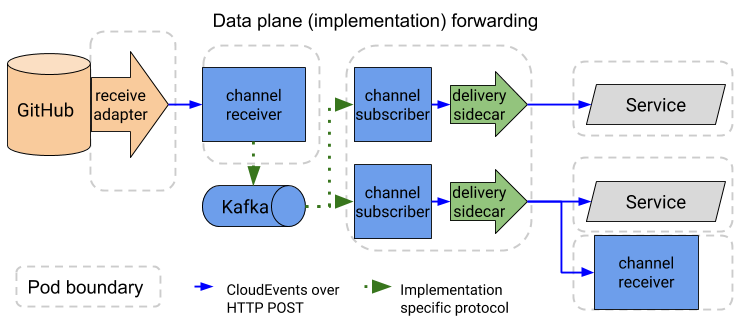 Data plane (implementation) forwarding
GitHub
receive
adapter
channel
receiver
channel
subscriber
delivery
sidecar
Service
Kafka
channel
subscriber
delivery
sidecar
Service
channel
receiver
Pod boundary
CloudEvents over
HTTP POST
Implementation
specific protocol